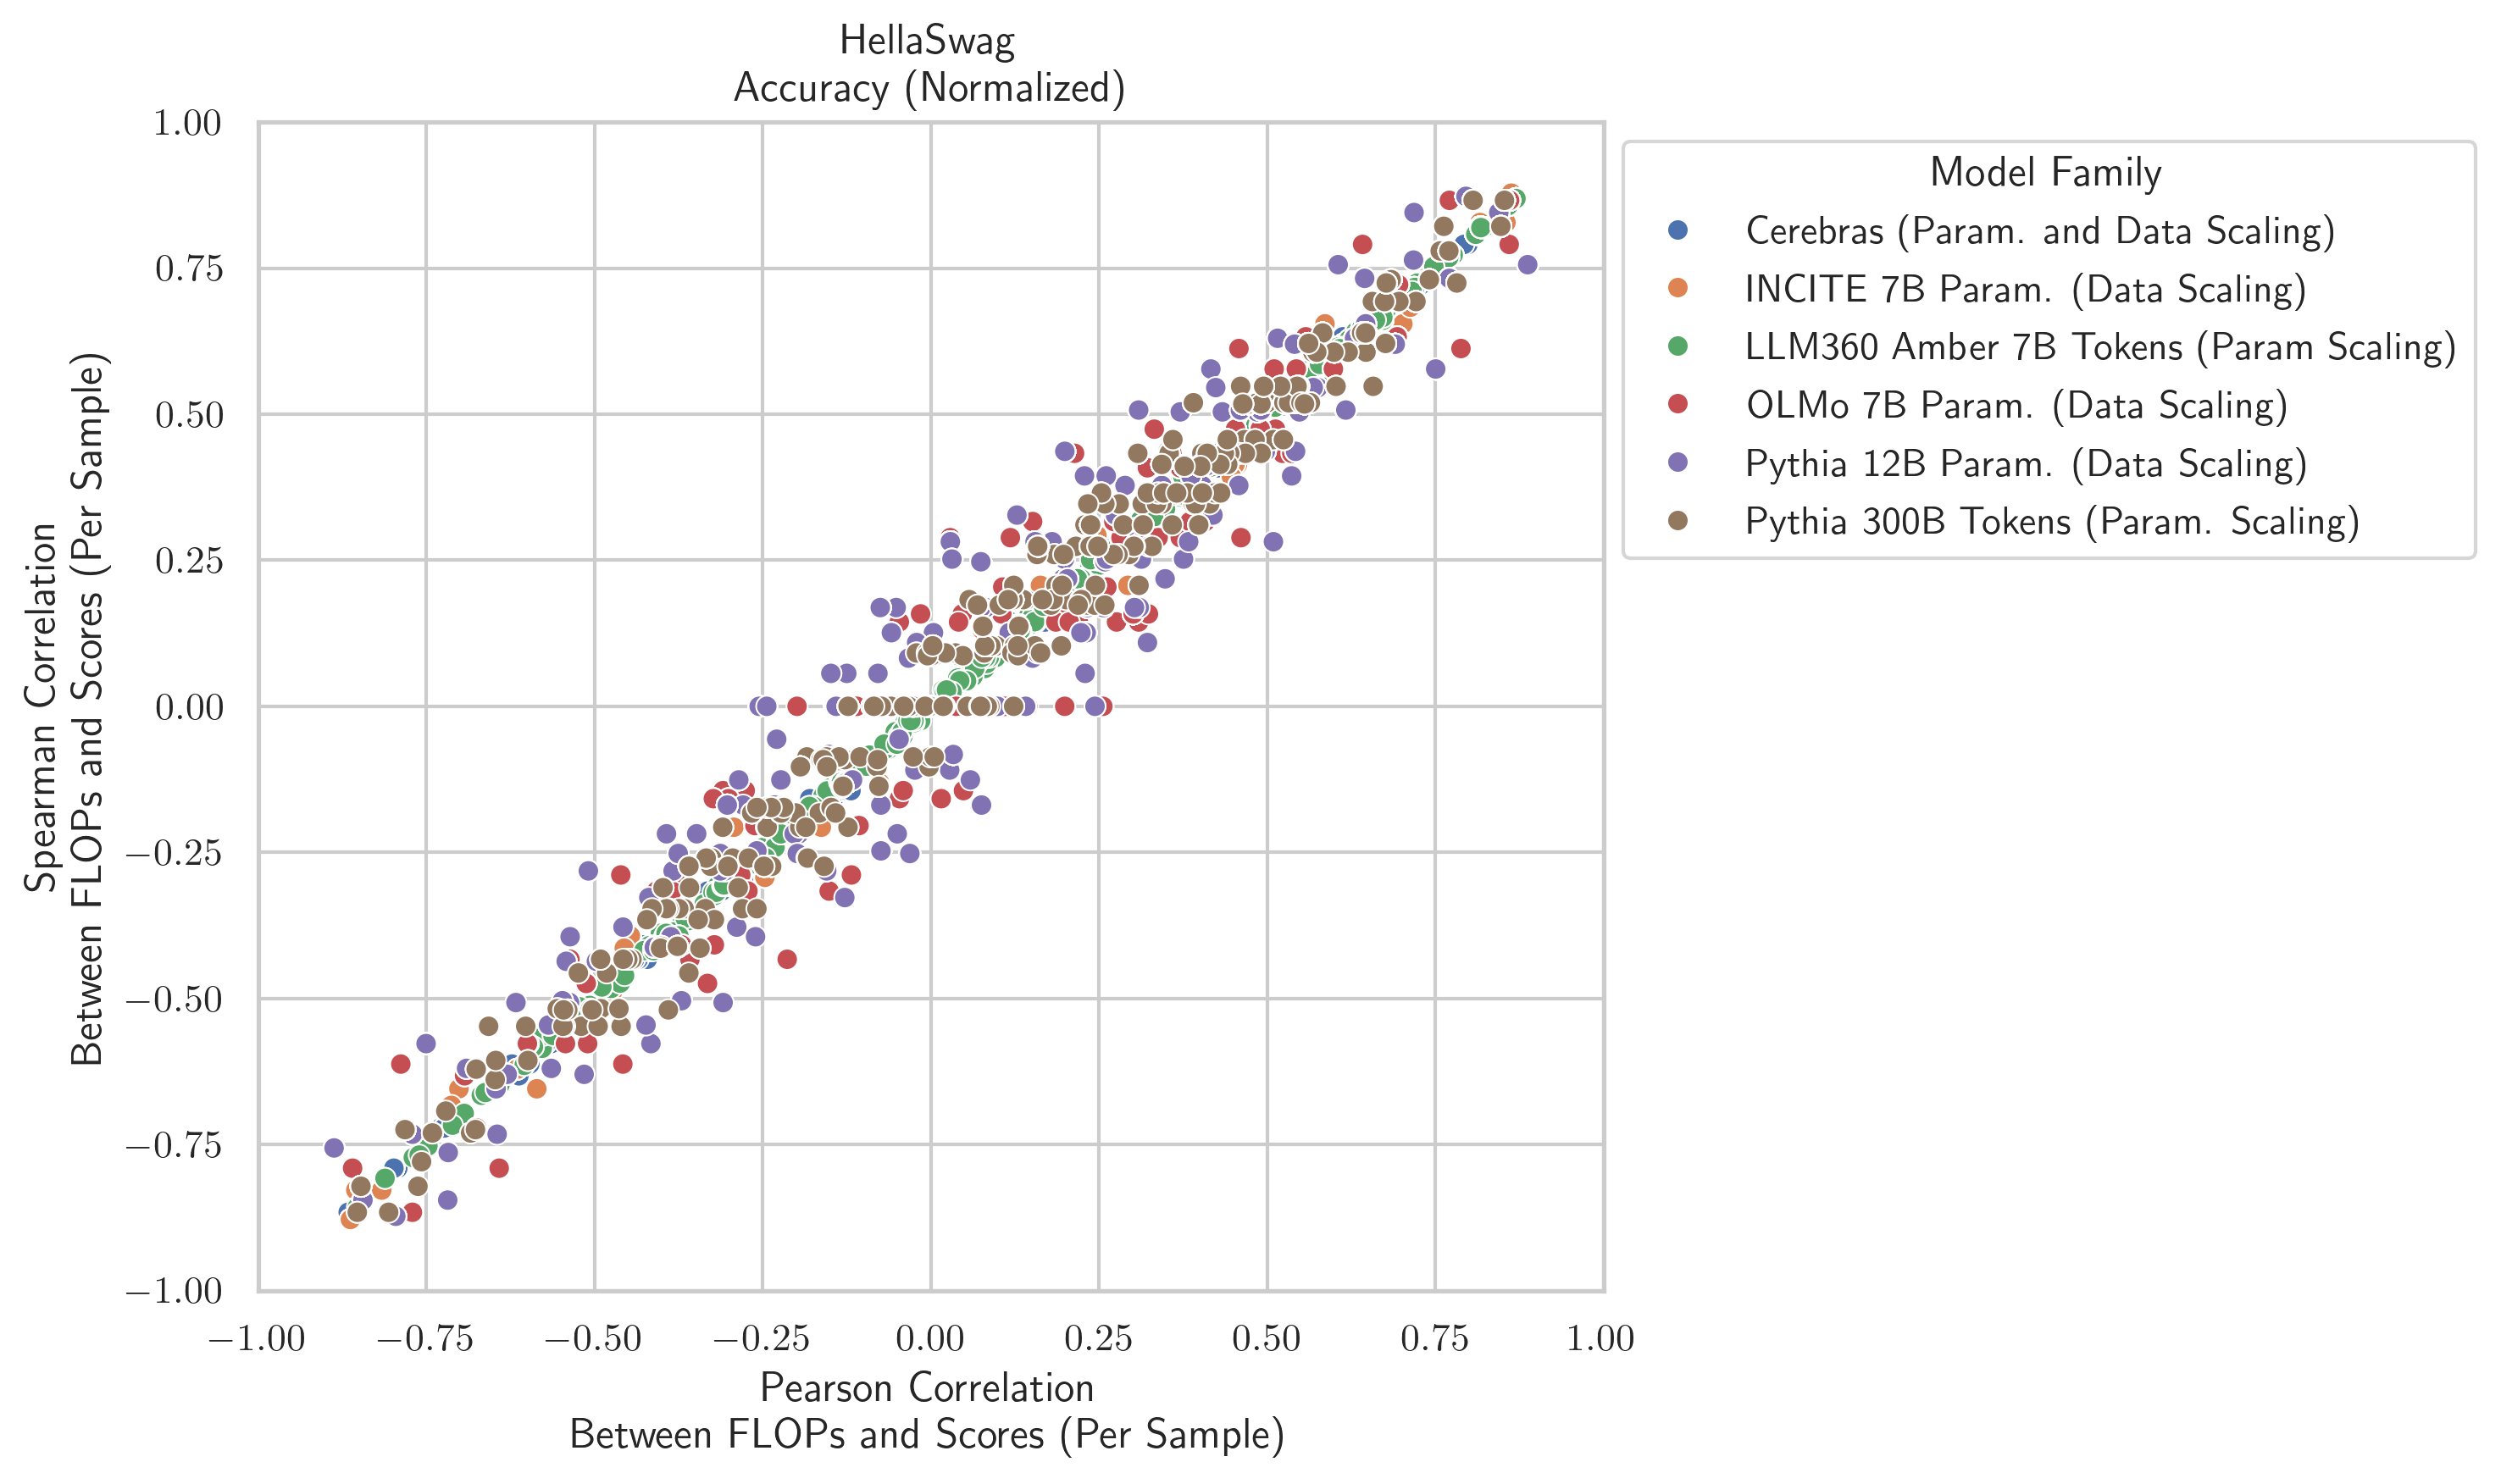 HellaSwag
Accuracy (Normalized)
Spearman Correlation
Between FLOPs and Scores (Per Sample)
1.00
0.75
0.50
0.25
0.00
−0.25
−0.50
−0.75
−1.00
−1.00 −0.75 −0.50 −0.25 0.00 0.25 0.50 0.75 1.00
Pearson Correlation
Between FLOPs and Scores (Per Sample)
Model Family
Cerebras (Param. and Data Scaling)
INCITE 7B Param. (Data Scaling)
LLM360 Amber 7B Tokens (Param Scaling)
OLMo 7B Param. (Data Scaling)
Pythia 12B Param. (Data Scaling)
Pythia 300B Tokens (Param. Scaling)